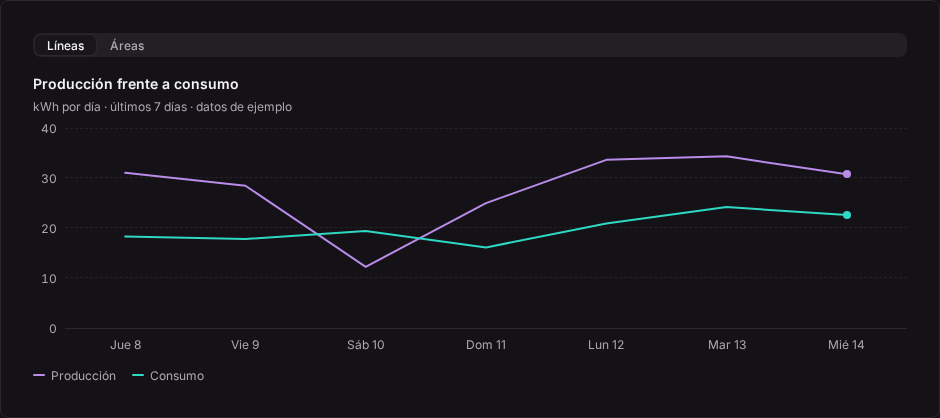 Líneas Áreas
Producción frente a consumo
kWh por día · últimos 7 días · datos de ejemplo
40
30
20
10
0
Jue 8 Vie 9 Sáb 10 Dom 11 Lun 12 Mar 13 Mié 14
Producción Consumo